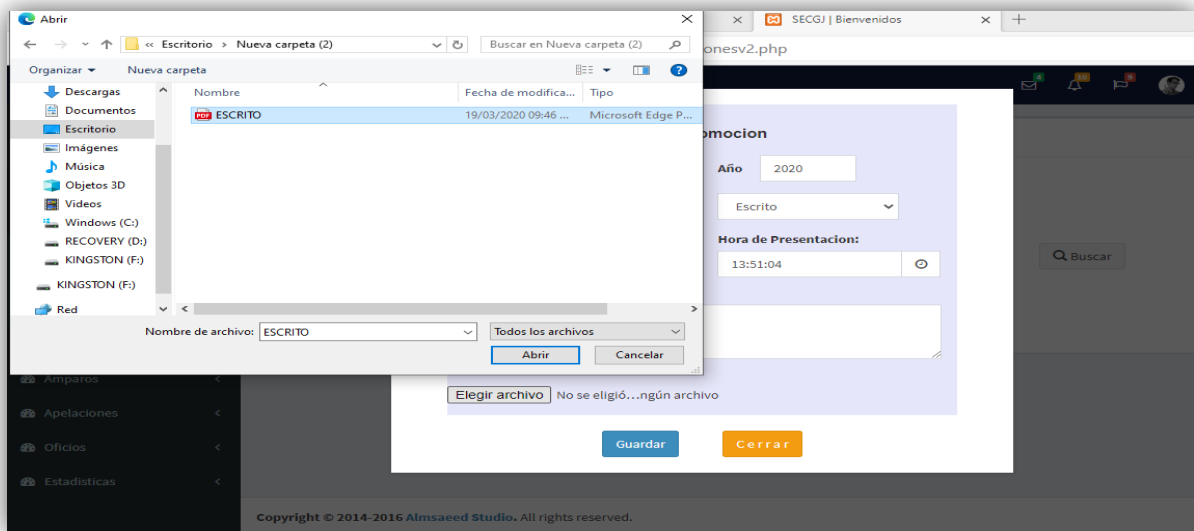 Abrir
SECGJ | Bienvenidos
« Escritorio › Nueva carpeta (2)
Buscar en Nueva carpeta (2)
onesv2.php
Organizar
Nueva carpeta
4
10
9
Descargas
Documentos
Escritorio
Imágenes
Música
Objetos 3D
Videos
Windows (C:)
RECOVERY (D:)
KINGSTON (F:)
KINGSTON (F:)
Red
Nombre
Fecha de modifica...
Tipo
PDF ESCRITO
19/03/2020 09:46 ...
Microsoft Edge P...
Nombre de archivo: ESCRITO
Todos los archivos
Abrir
Cancelar
omocion
Año 2020
Escrito
Hora de Presentacion:
13:51:04
Buscar
Elegir archivo No se eligió...ngún archivo
Guardar
Cerrar
Amparos
Apelaciones
Oficios
Estadisticas
Copyright © 2014-2016 Almsaeed Studio. All rights reserved.